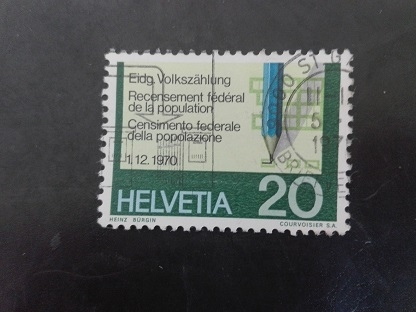 Eidg. Volkszählung
Recensement fédéral
de la population
Censimento federale
della popolazione
1.12.1970
HELVETIA 20
HEINZ BÜRGIN COURVOISIER S.A.